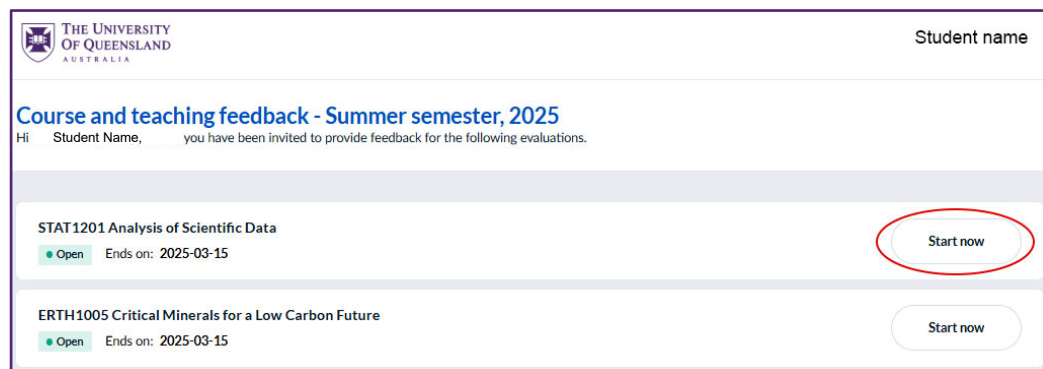 THE UNIVERSITY
OF QUEENSLAND
AUSTRALIA
Student name
Course and teaching feedback - Summer semester, 2025
Hi Student Name, you have been invited to provide feedback for the following evaluations.
STAT1201 Analysis of Scientific Data
Open Ends on: 2025-03-15
Start now
ERTH1005 Critical Minerals for a Low Carbon Future
Open Ends on: 2025-03-15
Start now